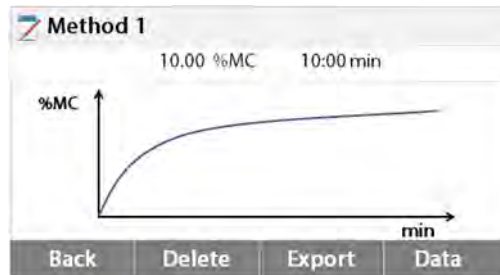 Method 1
10.00 %MC 10:00 min
%MC
min
Back Delete Export Data